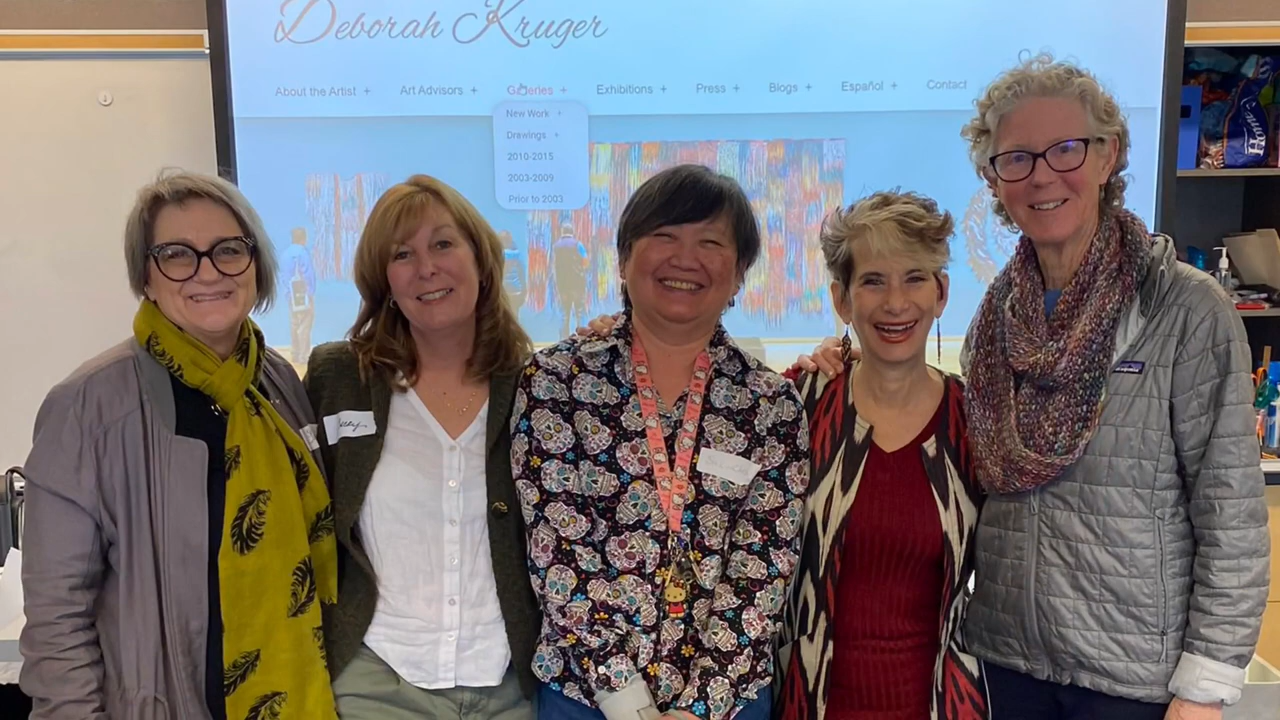 Deborah Kruger
About the Artist + Art Advisors + Galleries + Exhibitions + Press + Blogs + Español + Contact
New Work +
Drawings +
2010-2015
2003-2009
Prior to 2003
Home
patagonia